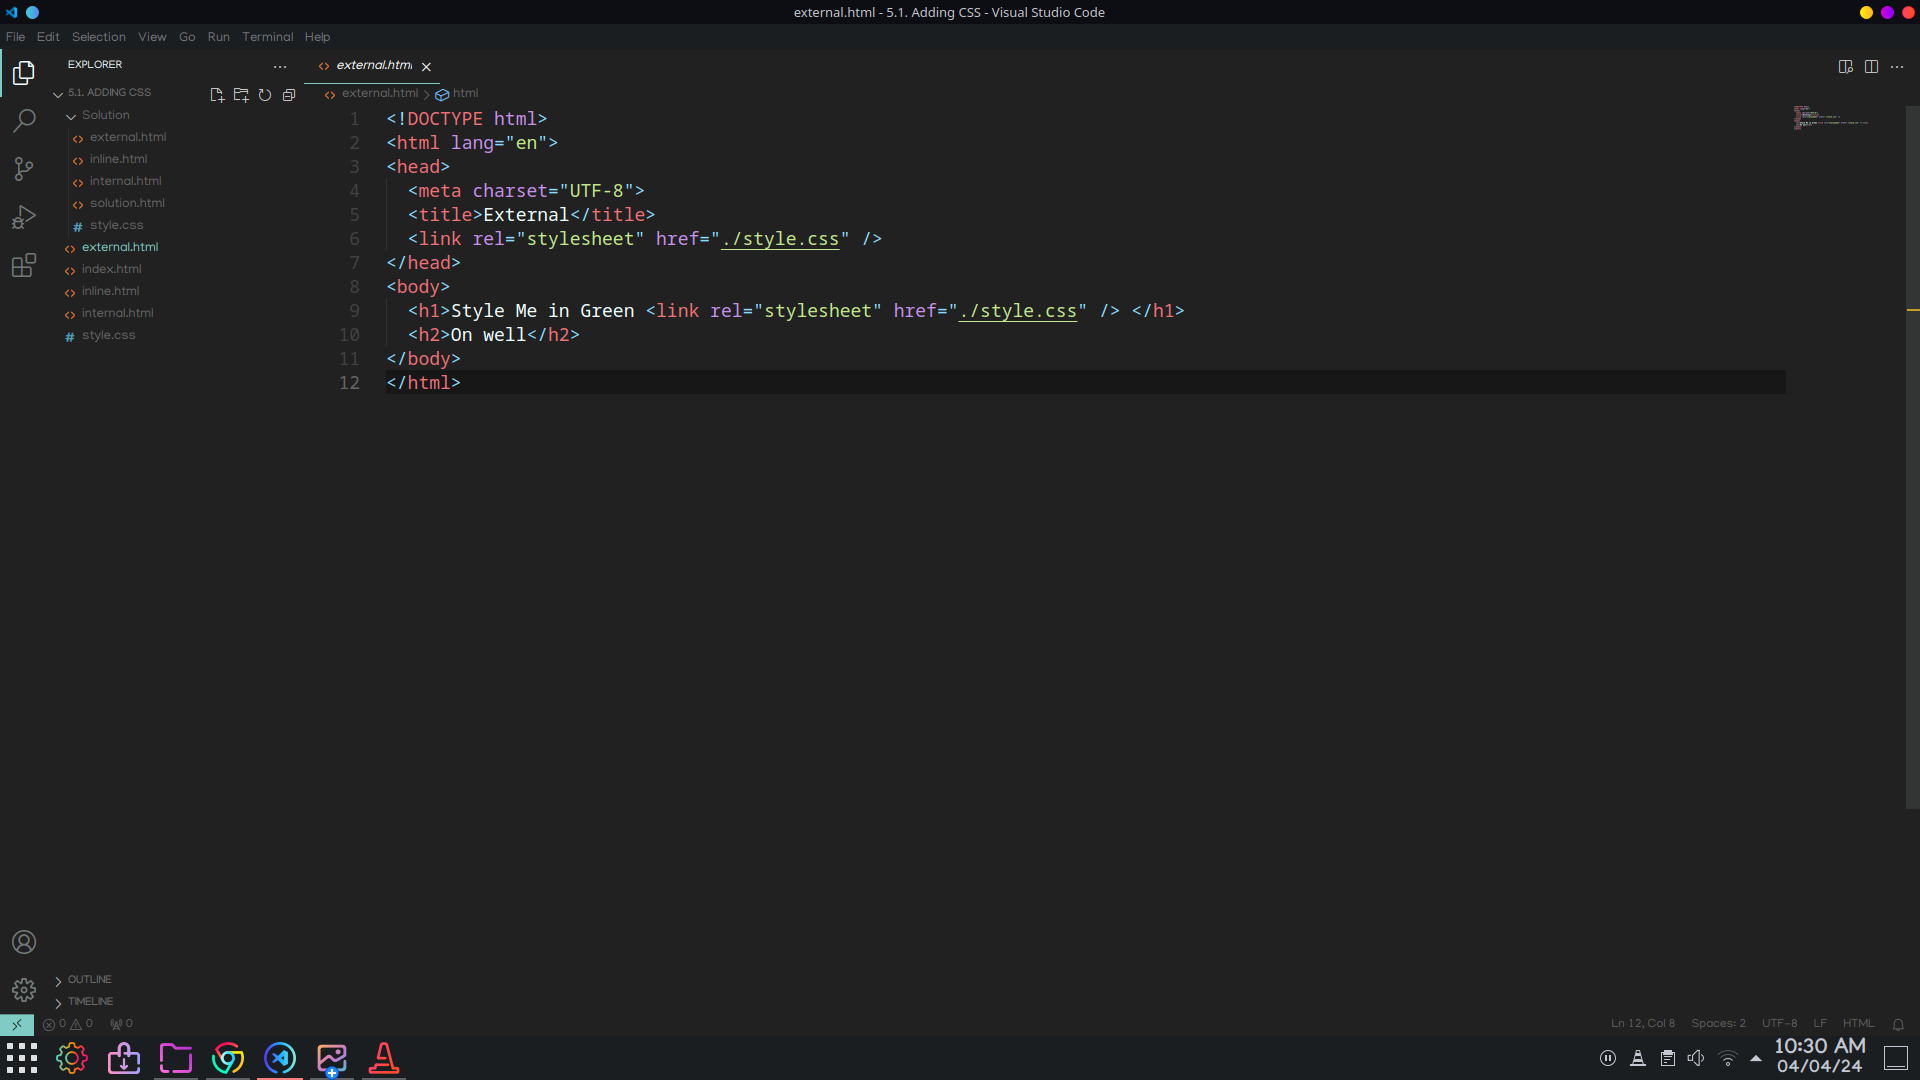 external.html - 5.1. Adding CSS - Visual Studio Code
File Edit Selection View Go Run Terminal Help
EXPLORER
5.1. ADDING CSS
Solution
external.html
inline.html
internal.html
solution.html
style.css
external.html
index.html
inline.html
internal.html
style.css
OUTLINE
TIMELINE
external.html
external.html > html
1 <!DOCTYPE html>
2 <html lang="en">
3 <head>
4 <meta charset="UTF-8">
5 <title>External</title>
6 <link rel="stylesheet" href="./style.css" />
7 </head>
8 <body>
9 <h1>Style Me in Green <link rel="stylesheet" href="./style.css" /> </h1>
10 <h2>On well</h2>
11 </body>
12 </html>
0 0 0
Ln 12, Col 8 Spaces: 2 UTF-8 LF HTML
10:30 AM
04/04/24